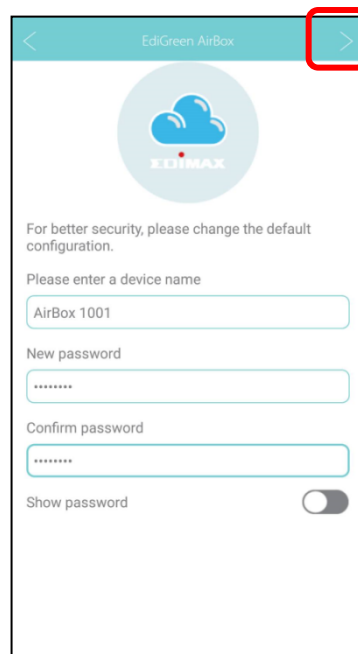 EdiGreen AirBox
EDIMAX
For better security, please change the default
configuration.
Please enter a device name
AirBox 1001
New password
••••••••
Confirm password
••••••••
Show password